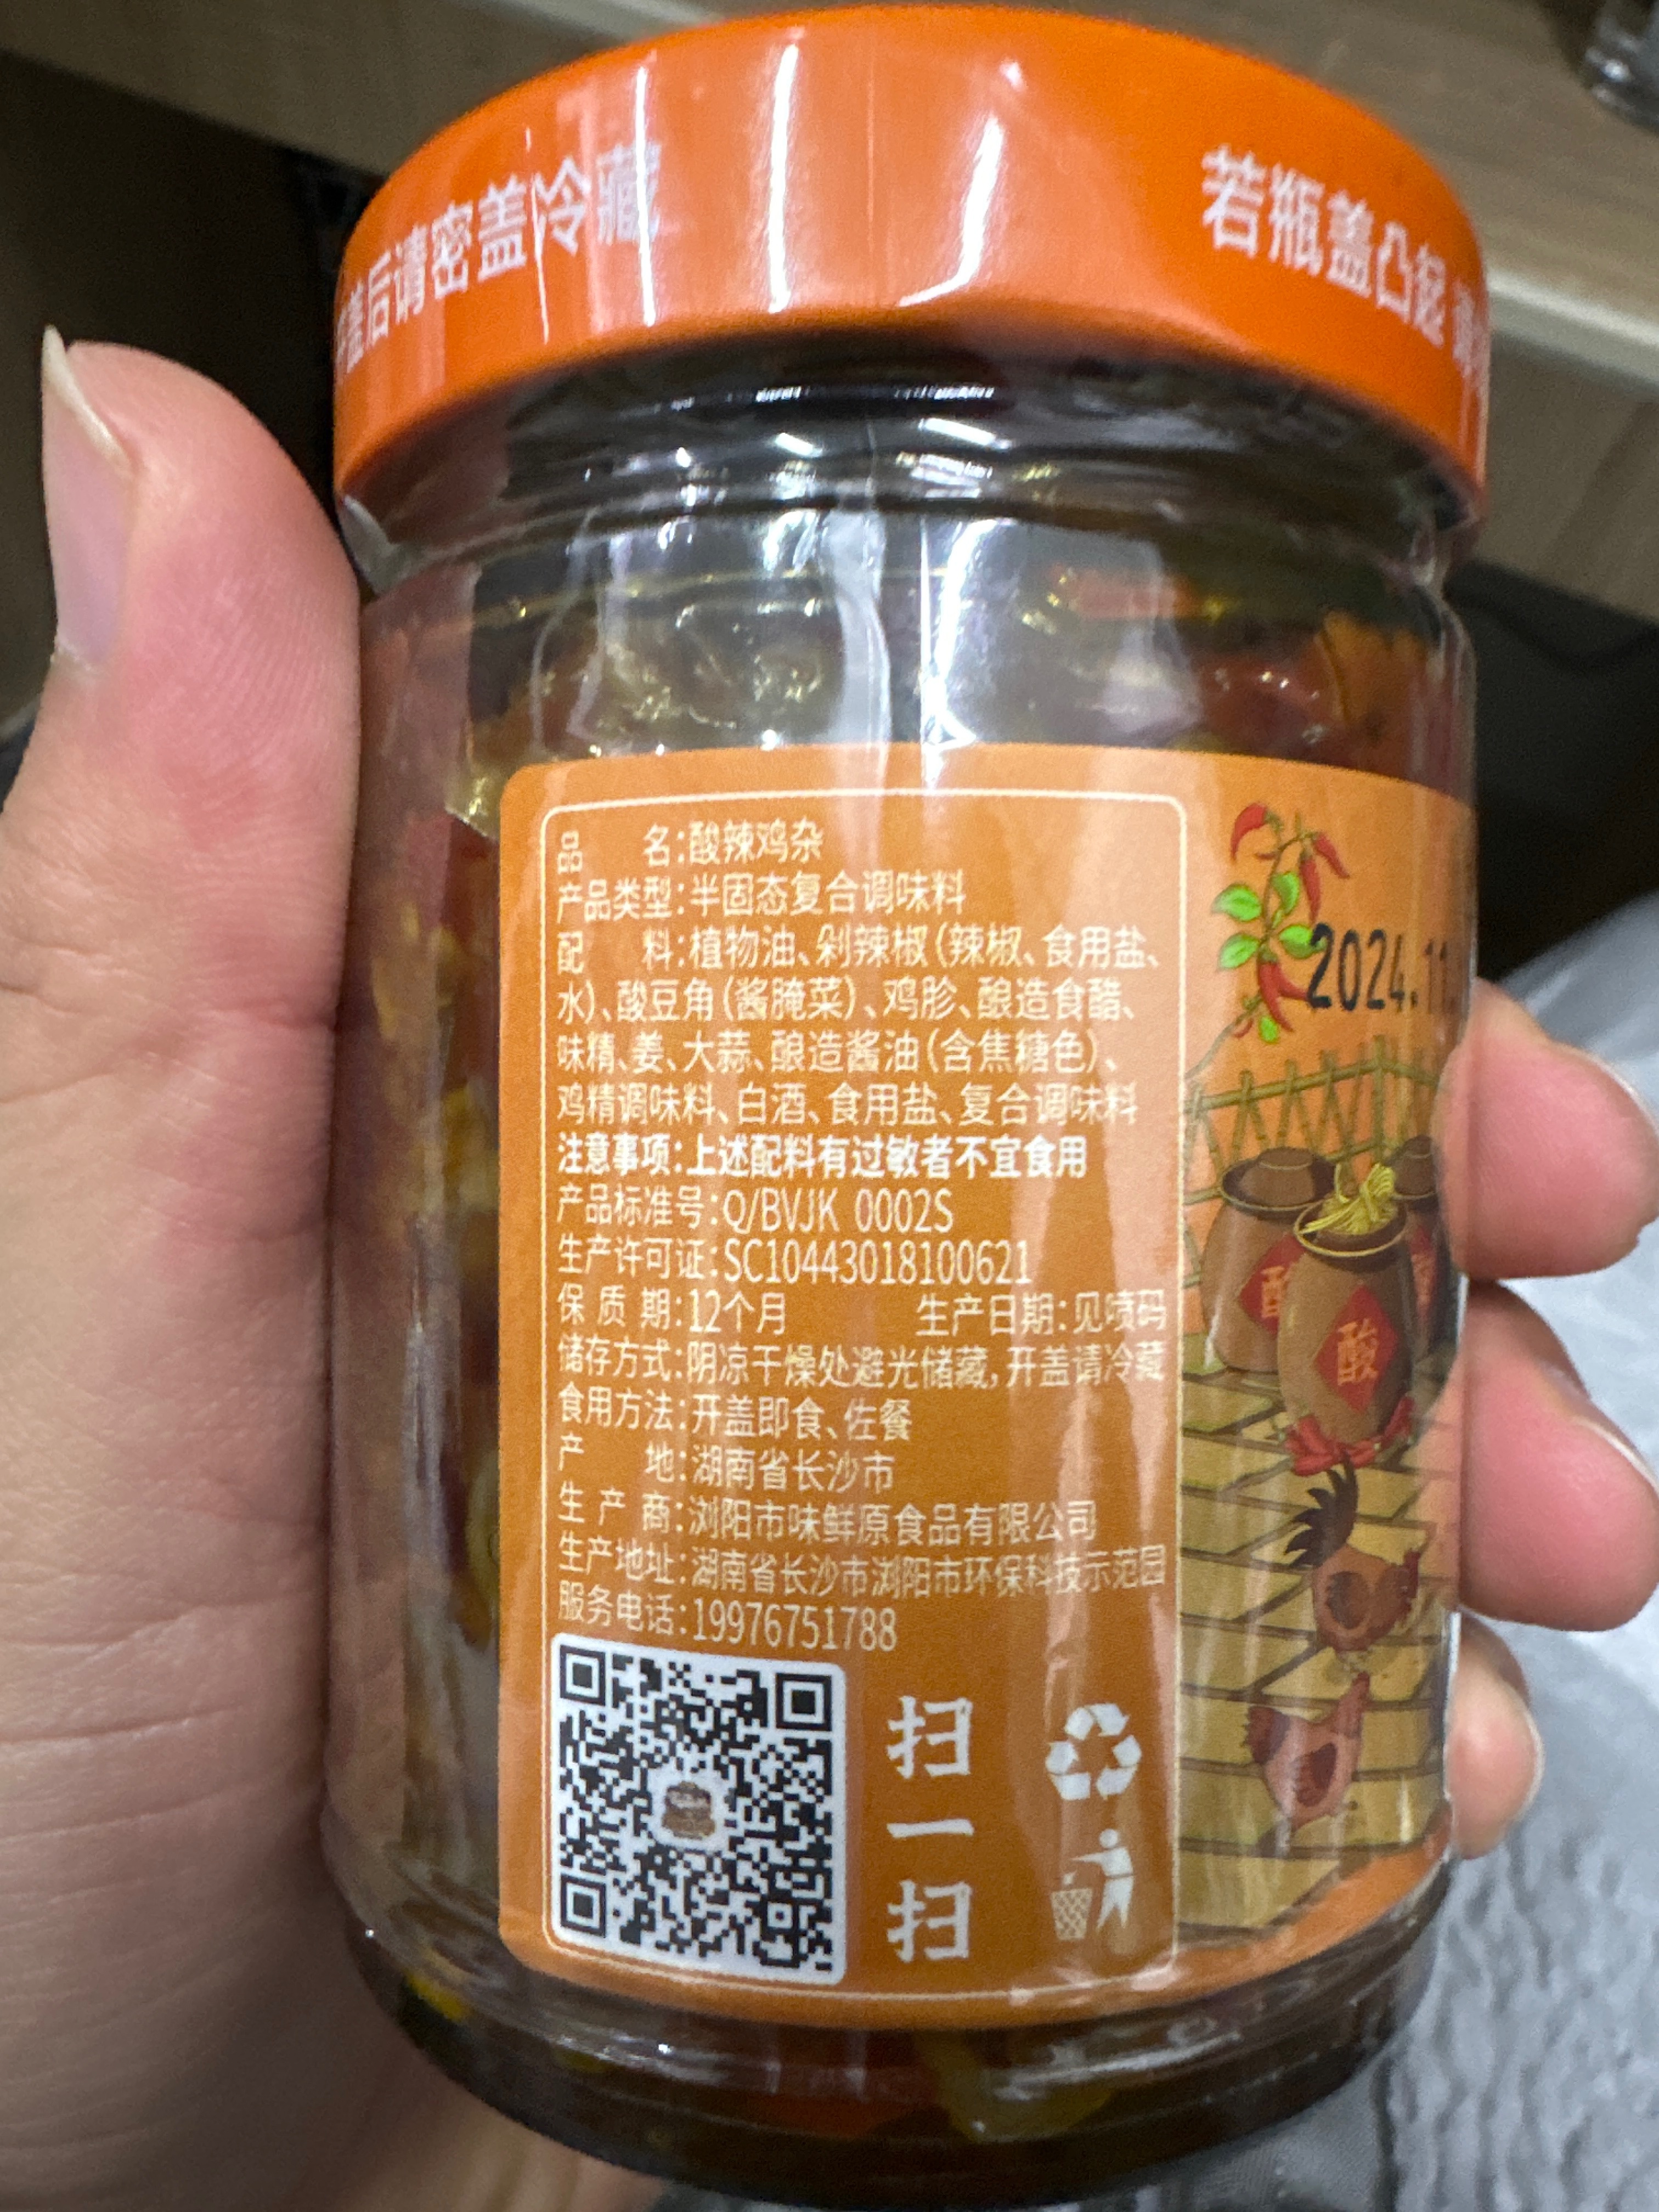 盖后请密盖冷藏
若瓶盖凸起
品 名:酸辣鸡杂
产品类型:半固态复合调味料
配 料:植物油、剁辣椒(辣椒、食用盐、
水)、酸豆角(酱腌菜)、鸡胗、酿造食醋、
味精、姜、大蒜、酿造酱油(含焦糖色)、
鸡精调味料、白酒、食用盐、复合调味料
注意事项:上述配料有过敏者不宜食用
产品标准号:Q/BVJK 0002S
生产许可证:SC10443018100621
保 质 期:12个月 生产日期:见喷码
储存方式:阴凉干燥处避光储藏,开盖请冷藏
食用方法:开盖即食、佐餐
产 地:湖南省长沙市
生 产 商:浏阳市味鲜原食品有限公司
生产地址:湖南省长沙市浏阳市环保科技示范园
服务电话:19976751788
扫
一
扫
2024.11.
酸